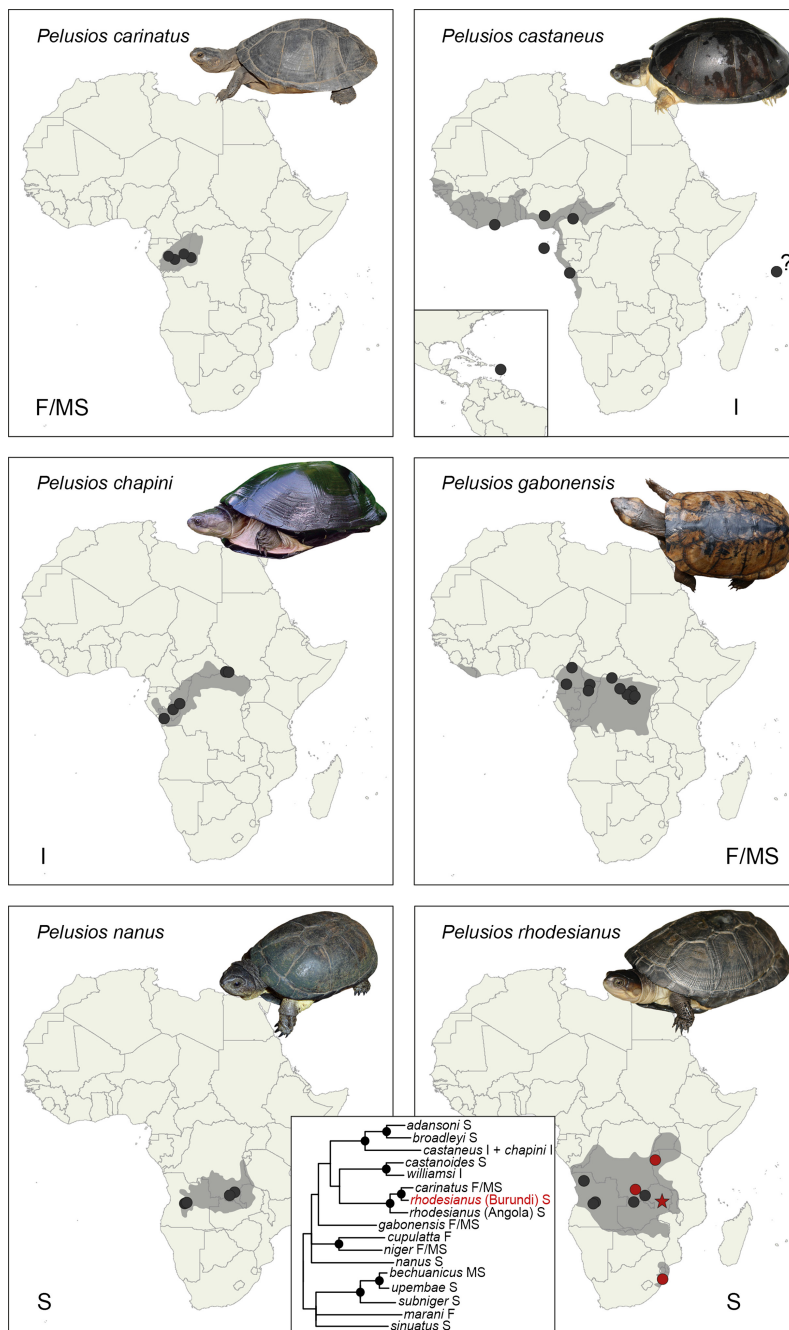 Pelusios carinatus
F/MS
Pelusios castaneus
?
I
Pelusios chapini
I
Pelusios gabonensis
F/MS
Pelusios nanus
S
Pelusios rhodesianus
S
adansoni S
broadleyi S
castaneus I + chapini I
castanoides S
williamsi I
carinatus F/MS
rhodesianus (Burundi) S
rhodesianus (Angola) S
gabonensis F/MS
cupulatta F
niger F/MS
nanus S
bechuanicus MS
upembae S
subniger S
marani F
sinuatus S